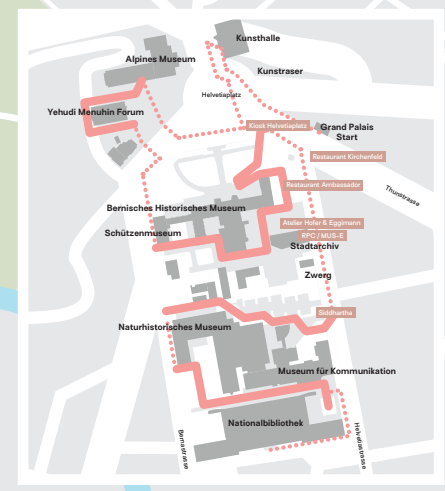 Kunsthalle
Alpines Museum
Kunstraser
Helvetiaplatz
Yehudi Menuhin Forum
Kiosk Helvetiaplatz
Grand Palais
Start
Restaurant Kirchenfeld
Restaurant Ambassador
Thunstrasse
Bernisches Historisches Museum
Atelier Hofer & Eggimann
Schützenmuseum
RPC / MUS-E
Stadtarchiv
Zwerg
Siddhartha
Naturhistorisches Museum
Museum für Kommunikation
Nationalbibliothek
Bernastrasse
Helvetiastrasse